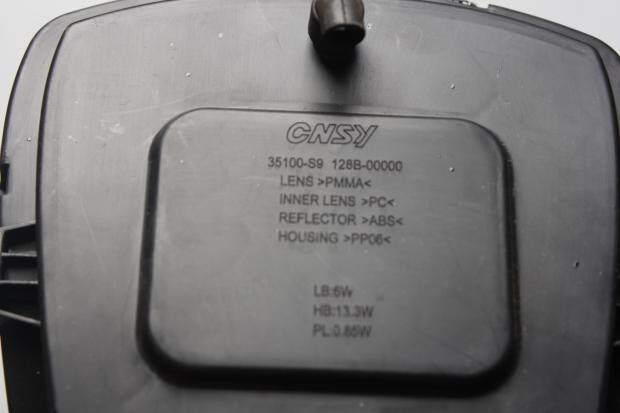 CNSY
35100-S9 128B-00000
LENS >PMMA<
INNER LENS >PC<
REFLECTOR >ABS<
HOUSING >PP06<
LB:6W
HB:13.3W
PL:0.85W